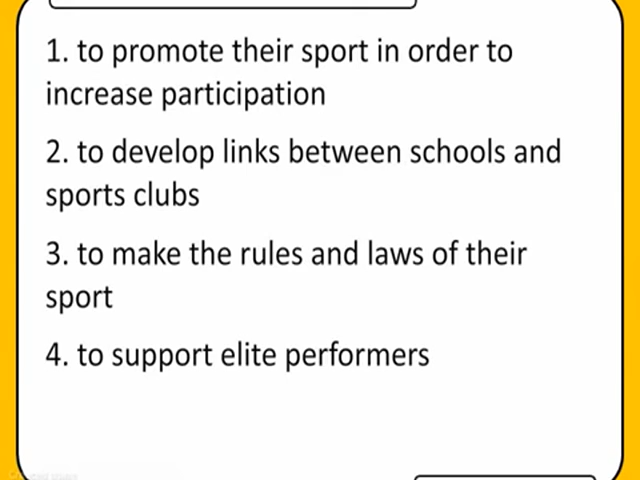 1. to promote their sport in order to
increase participation
2. to develop links between schools and
sports clubs
3. to make the rules and laws of their
sport
4. to support elite performers